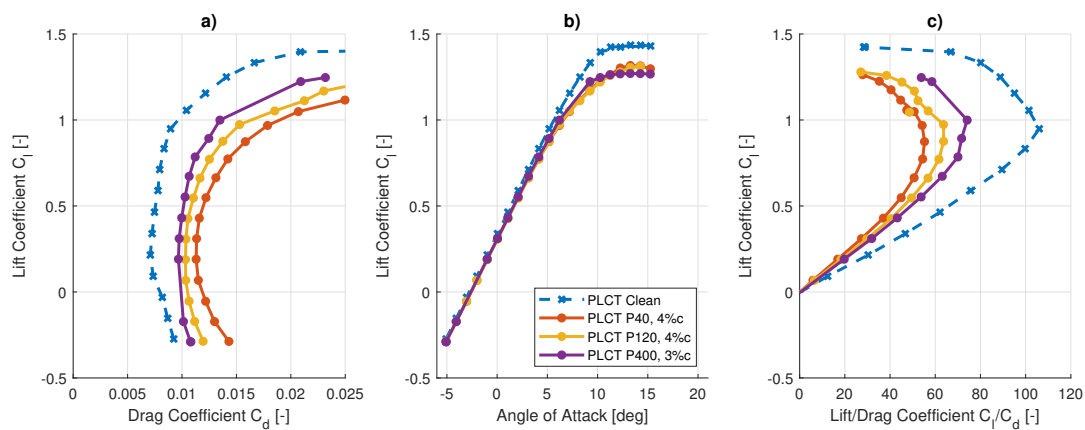 a)
1.5
1
0.5
0
-0.5
Lift Coefficient C_l [-]
0 0.005 0.01 0.015 0.02 0.025
Drag Coefficient C_d [-]
b)
1.5
1
0.5
0
-0.5
Lift Coefficient C_l [-]
PLCT Clean
PLCT P40, 4%c
PLCT P120, 4%c
PLCT P400, 3%c
-5 0 5 10 15 20
Angle of Attack [deg]
c)
1.5
1
0.5
0
-0.5
Lift Coefficient C_l [-]
0 20 40 60 80 100 120
Lift/Drag Coefficient C_l/C_d [-]